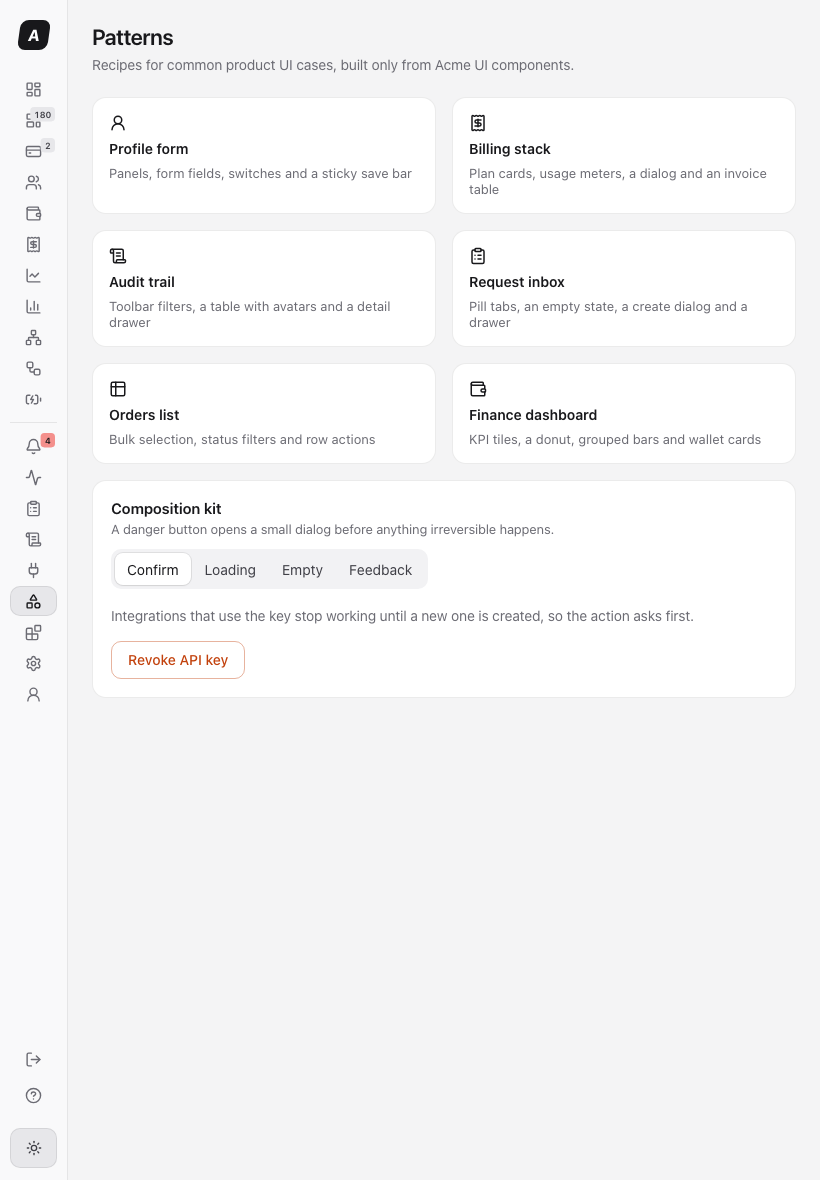 A
180
2
4
Patterns
Recipes for common product UI cases, built only from Acme UI components.
Profile form
Panels, form fields, switches and a sticky save bar
Billing stack
Plan cards, usage meters, a dialog and an invoice
table
Audit trail
Toolbar filters, a table with avatars and a detail
drawer
Request inbox
Pill tabs, an empty state, a create dialog and a
drawer
Orders list
Bulk selection, status filters and row actions
Finance dashboard
KPI tiles, a donut, grouped bars and wallet cards
Composition kit
A danger button opens a small dialog before anything irreversible happens.
Confirm Loading Empty Feedback
Integrations that use the key stop working until a new one is created, so the action asks first.
Revoke API key